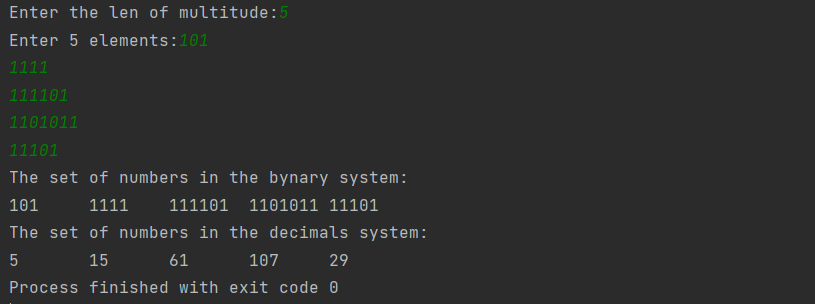 Enter the len of multitude:5
Enter 5 elements:101
1111
111101
1101011
11101
The set of numbers in the bynary system:
101     1111    111101  1101011 11101
The set of numbers in the decimals system:
5       15      61      107     29
Process finished with exit code 0